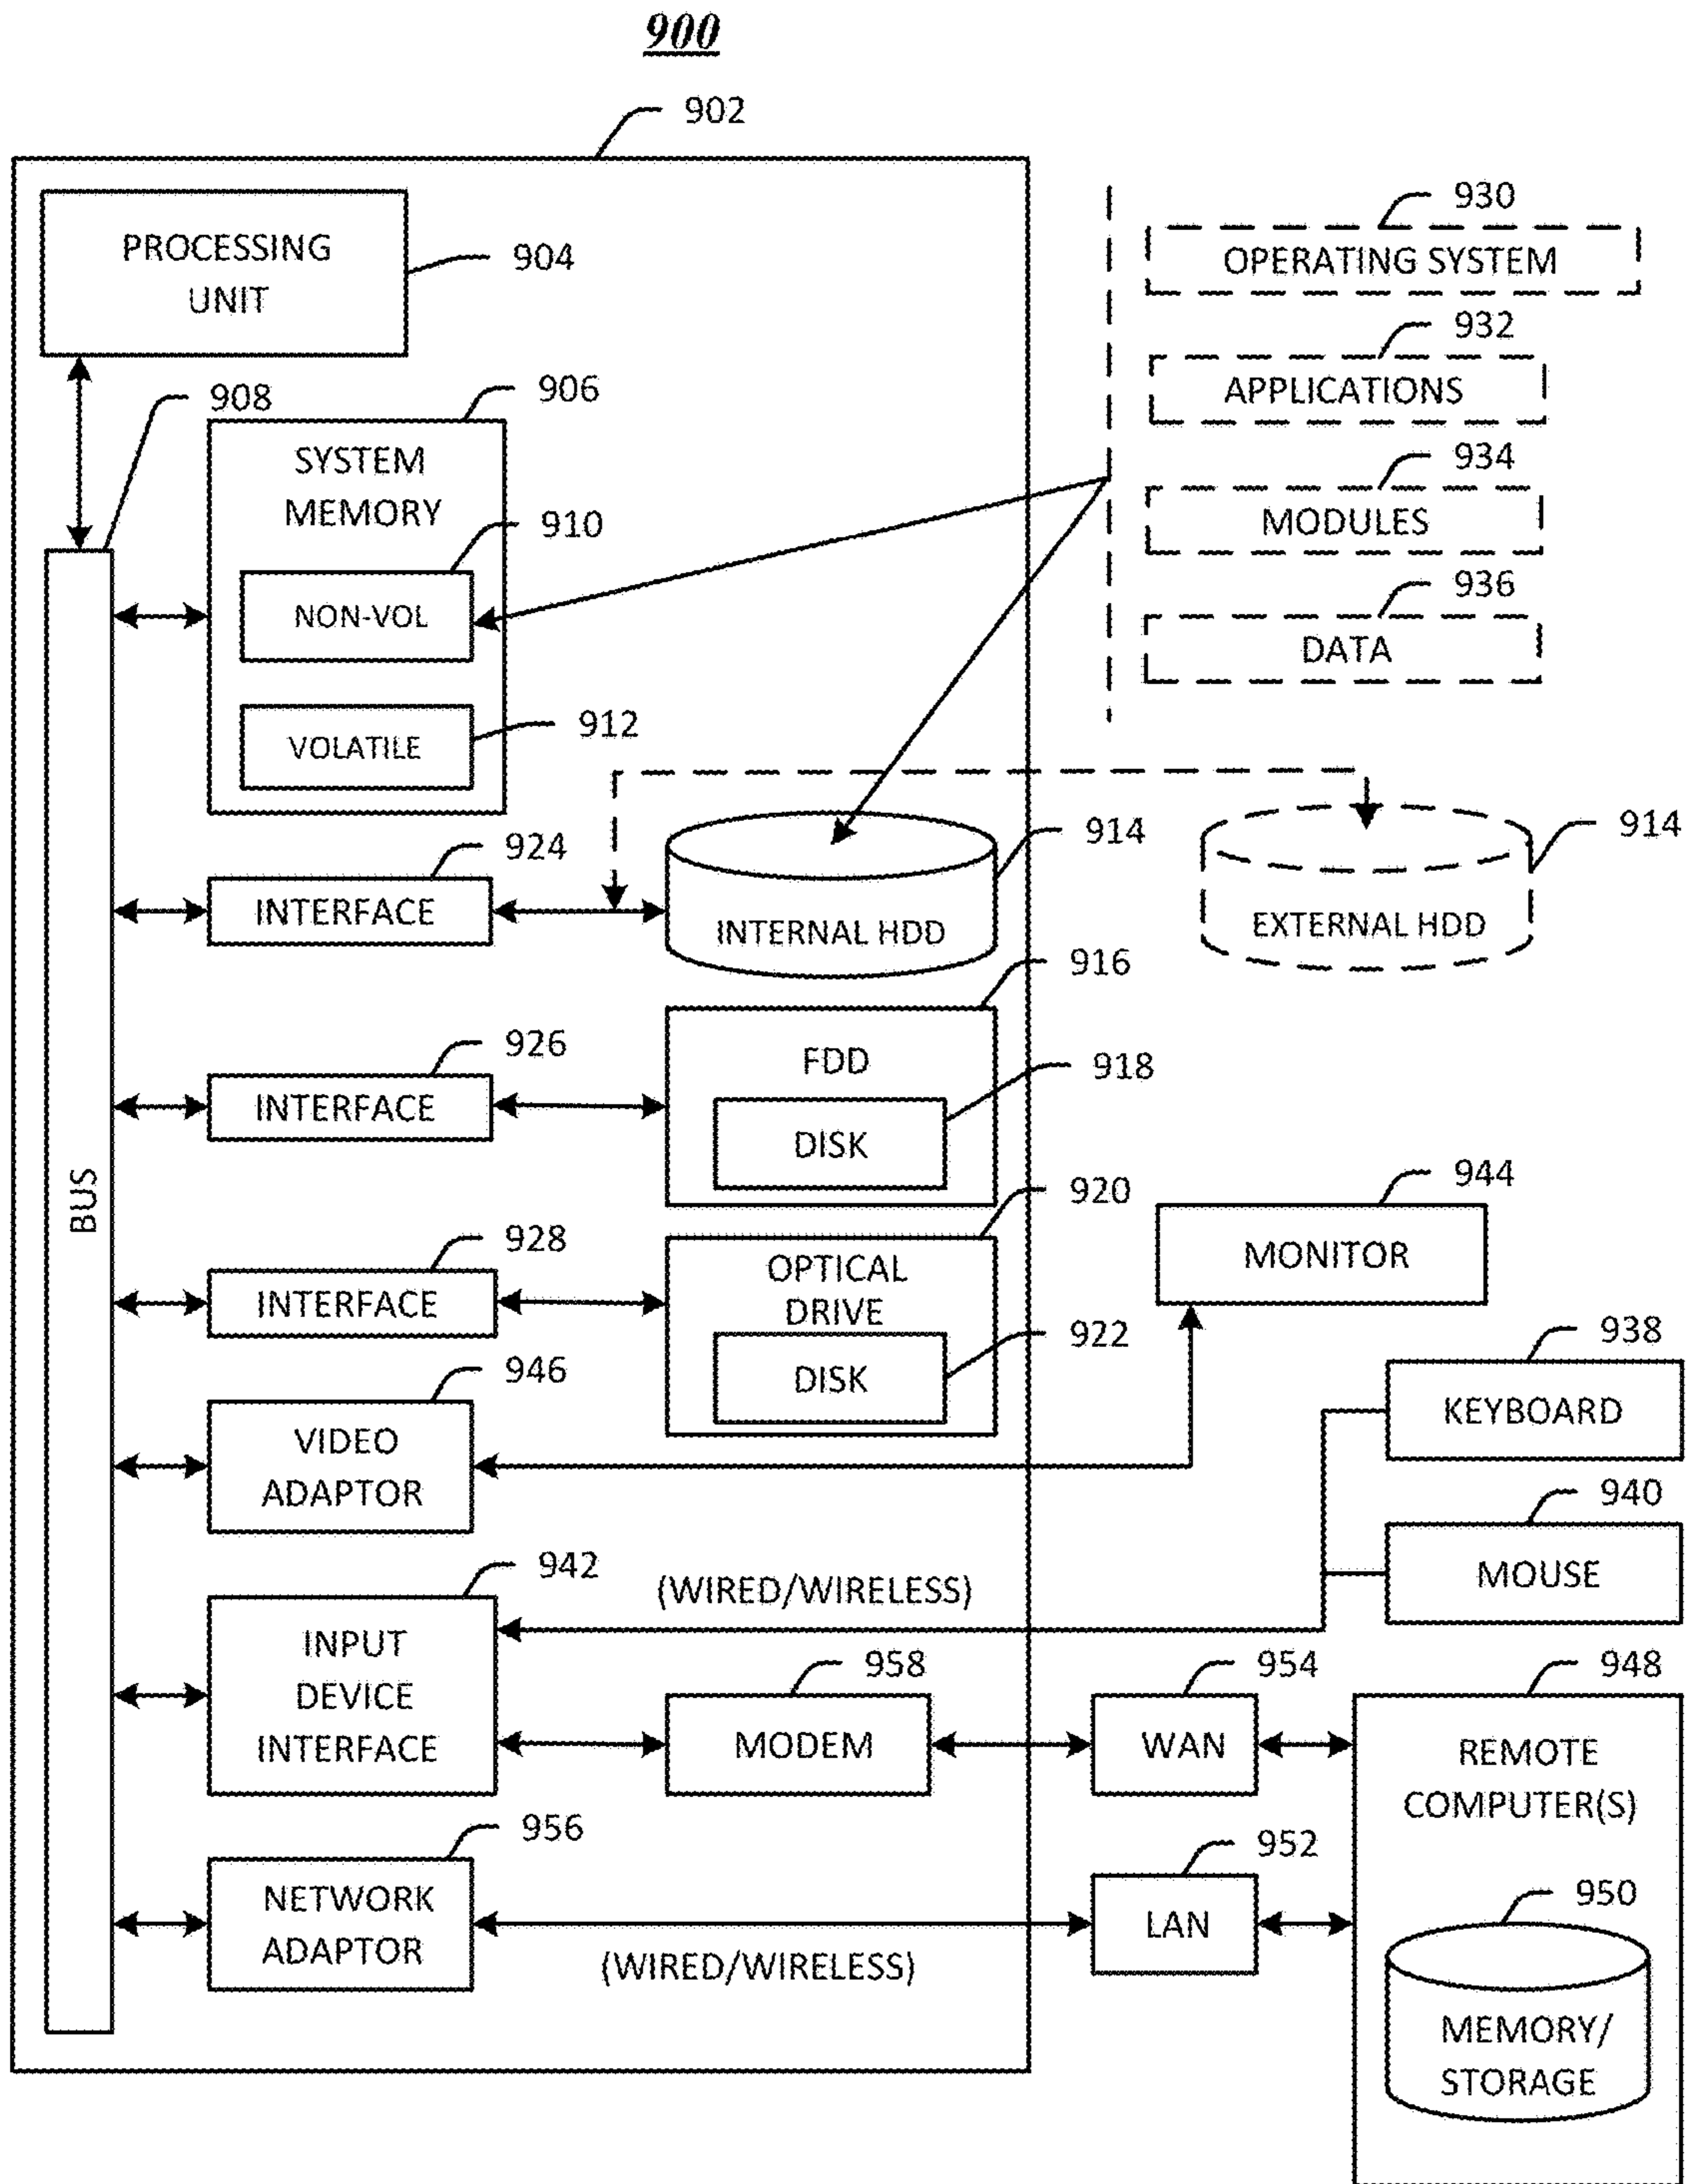 900
902
PROCESSING
UNIT
904
930
OPERATING SYSTEM
932
APPLICATIONS
934
MODULES
936
DATA
908
906
SYSTEM
MEMORY
910
NON-VOL
912
VOLATILE
BUS
924
INTERFACE
914
INTERNAL HDD
914
EXTERNAL HDD
926
INTERFACE
916
FDD
918
DISK
928
INTERFACE
920
OPTICAL
DRIVE
922
DISK
944
MONITOR
946
VIDEO
ADAPTOR
938
KEYBOARD
940
MOUSE
942
INPUT
DEVICE
INTERFACE
(WIRED/WIRELESS)
958
MODEM
954
WAN
948
REMOTE
COMPUTER(S)
956
NETWORK
ADAPTOR
(WIRED/WIRELESS)
952
LAN
950
MEMORY/
STORAGE